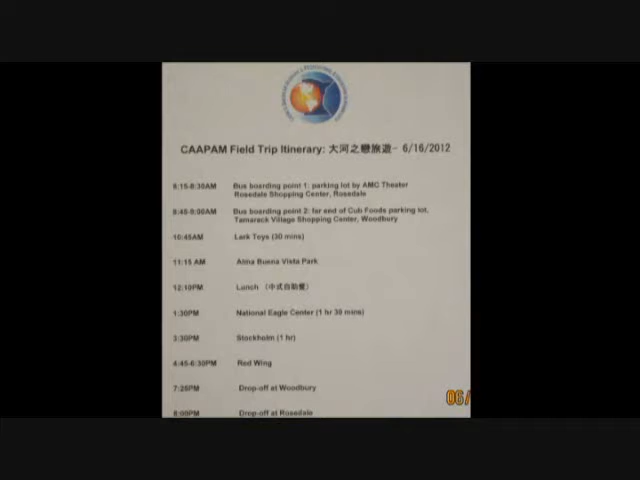 CAAPAM Field Trip Itinerary: 大河之戀旅遊- 6/16/2012
8:15-8:30AM Bus boarding point 1: parking lot by AMC Theater
Rosedale Shopping Center, Rosedale
8:45-9:00AM Bus boarding point 2: far end of Cub Foods parking lot,
Tamarack Village Shopping Center, Woodbury
10:45AM Lark Toys (30 mins)
11:15 AM Alma Buena Vista Park
12:10PM Lunch （中式自助餐）
1:30PM National Eagle Center (1 hr 30 mins)
3:30PM Stockholm (1 hr)
4:45-6:30PM Red Wing
7:25PM Drop-off at Woodbury
8:00PM Drop-off at Rosedale
06/